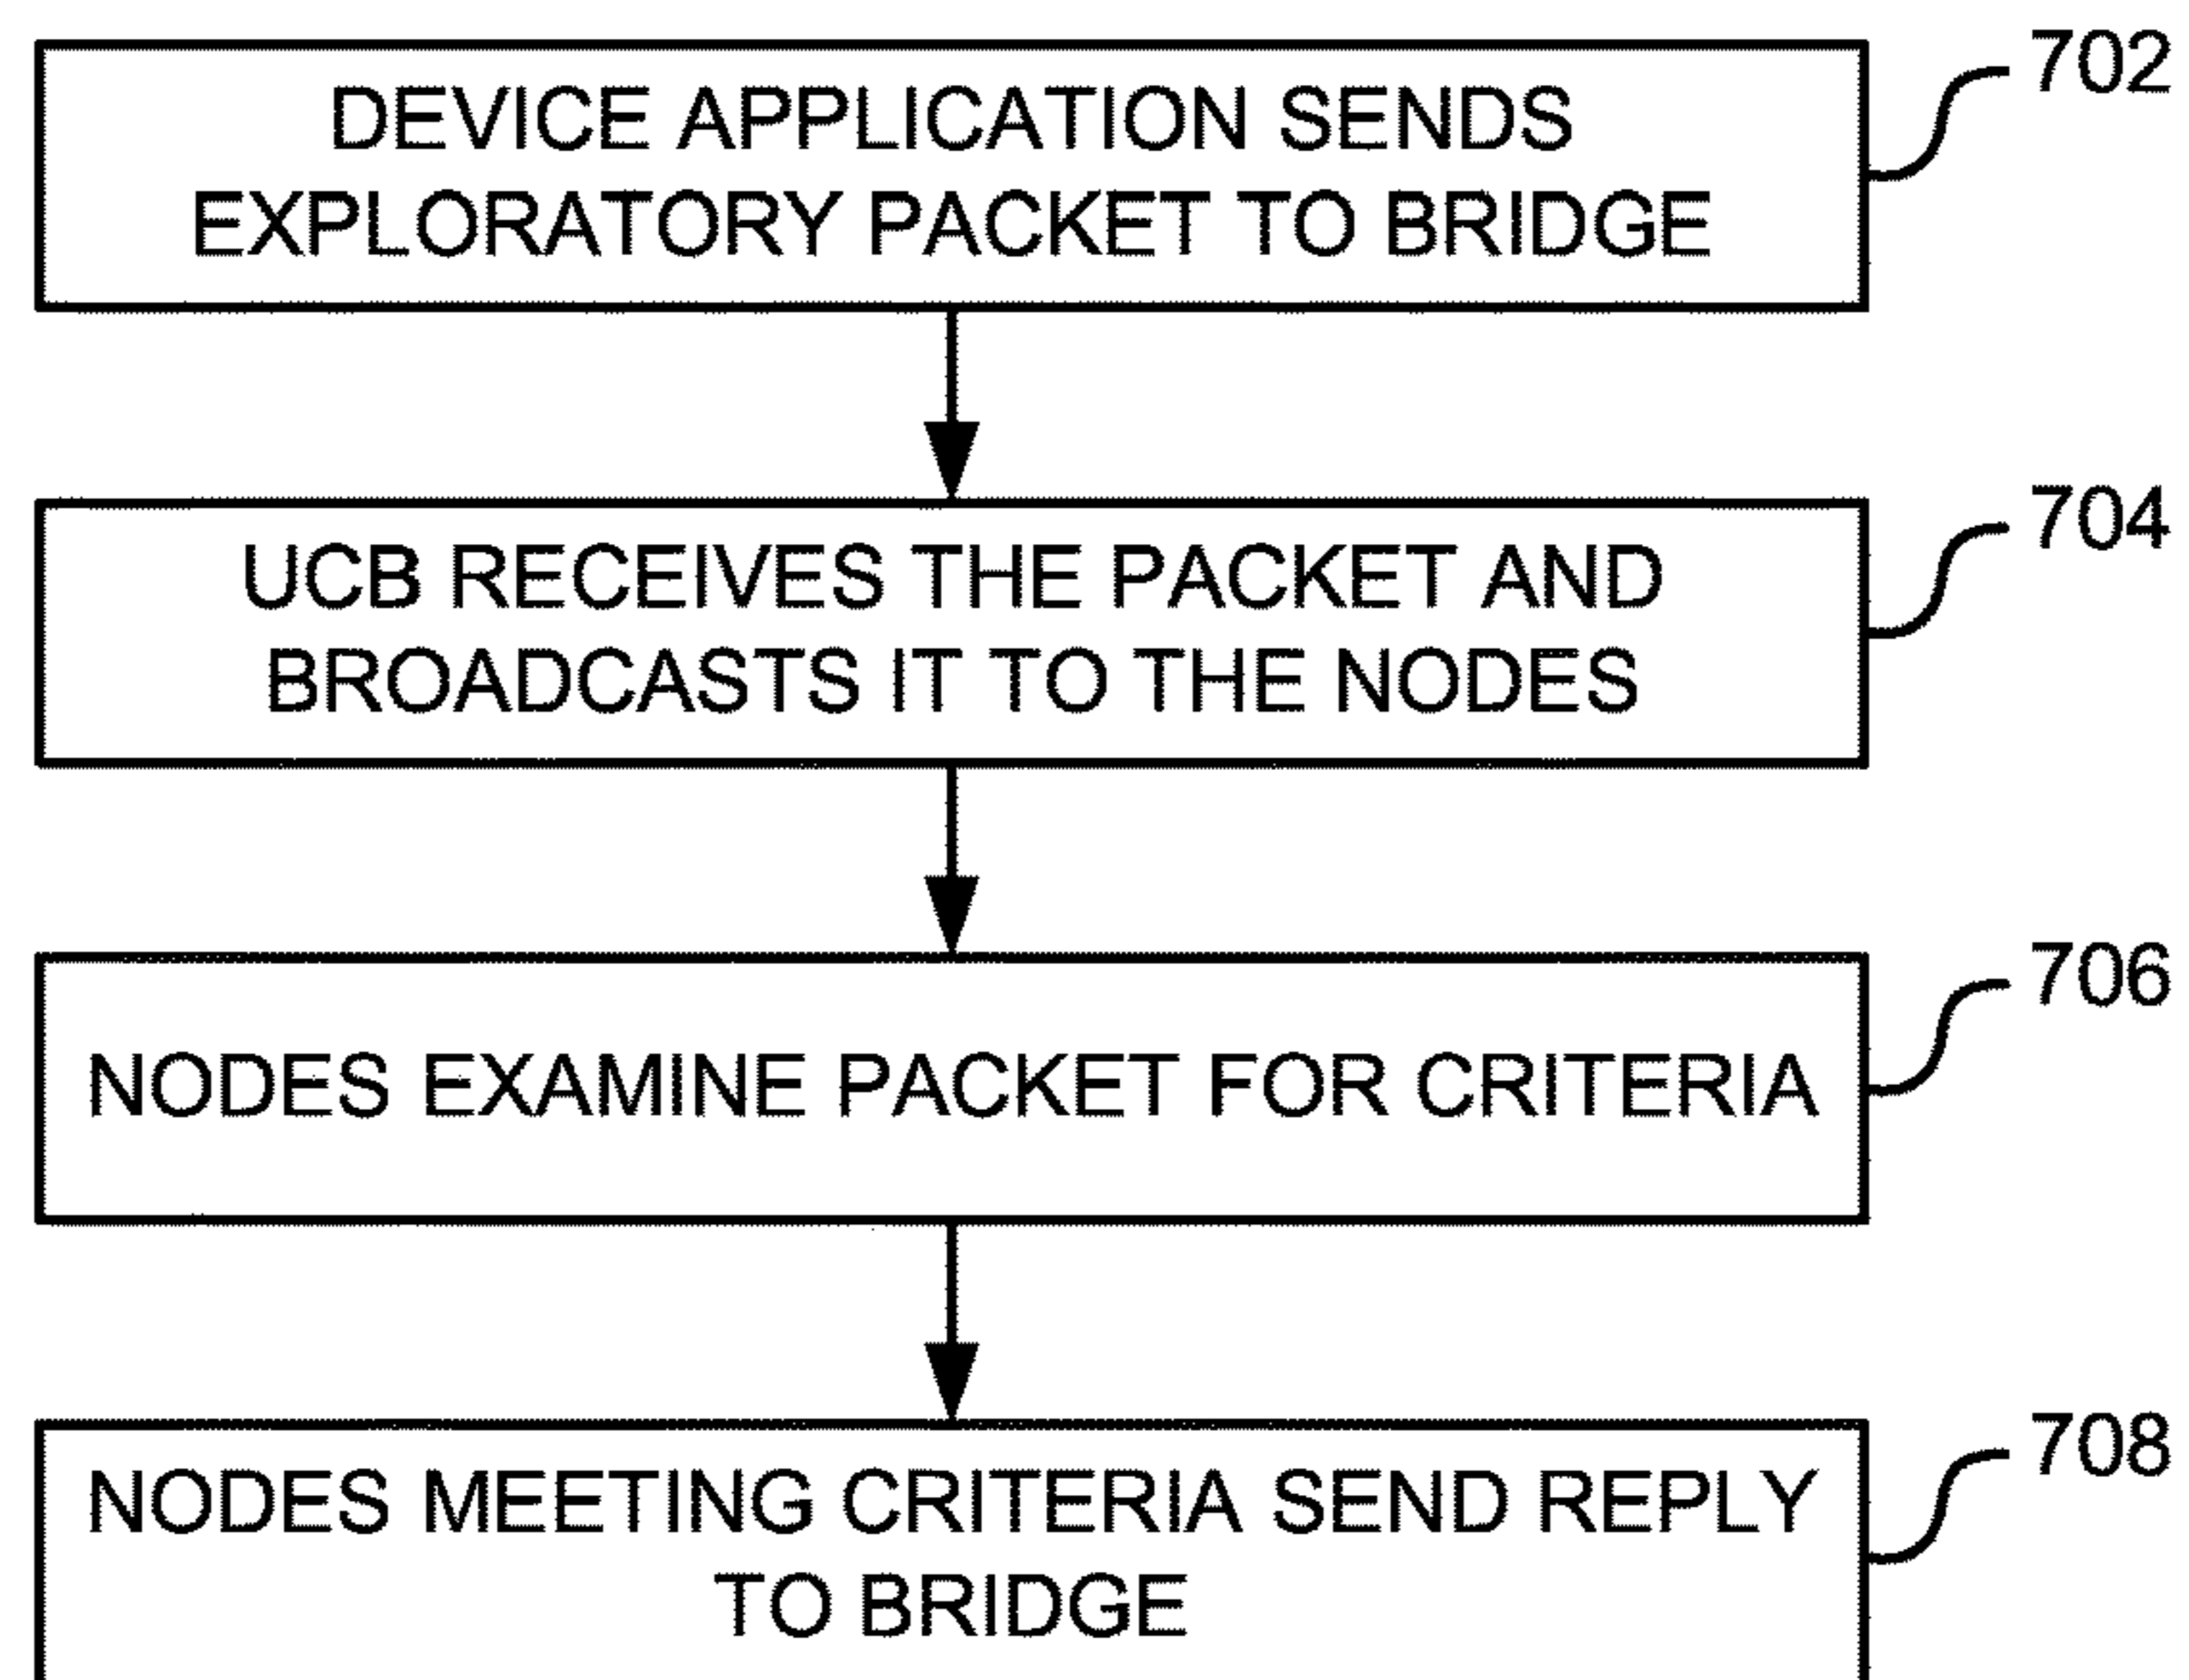 702
DEVICE APPLICATION SENDS
EXPLORATORY PACKET TO BRIDGE
704
UCB RECEIVES THE PACKET AND
BROADCASTS IT TO THE NODES
706
NODES EXAMINE PACKET FOR CRITERIA
708
NODES MEETING CRITERIA SEND REPLY
TO BRIDGE